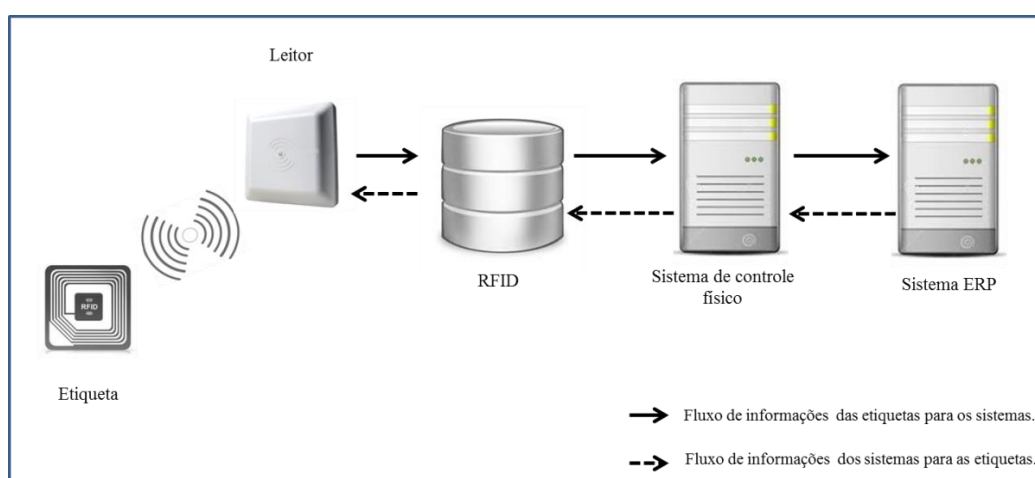 Leitor
RFID
RFID
Sistema de controle
físico
Sistema ERP
Etiqueta
Fluxo de informações das etiquetas para os sistemas.
Fluxo de informações dos sistemas para as etiquetas.